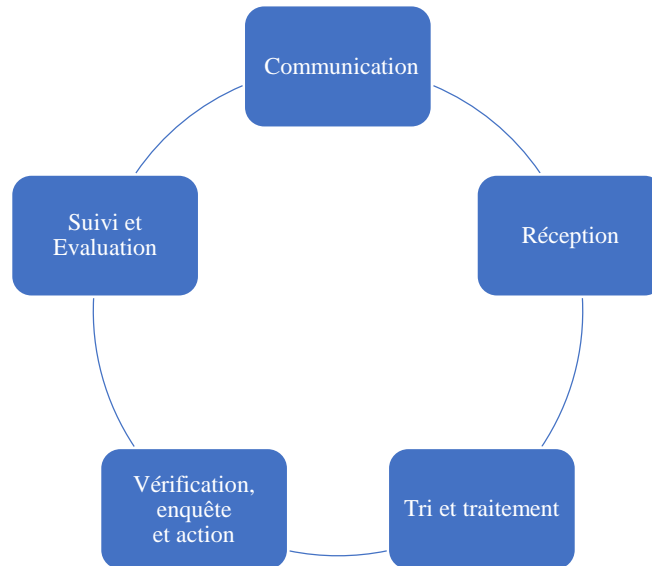 Communication
Réception
Tri et traitement
Vérification,
enquête
et action
Suivi et
Evaluation